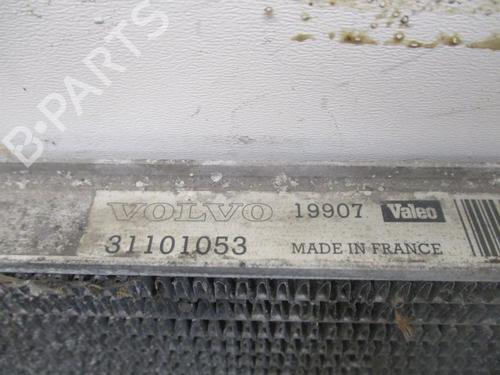 B-PARTS
VOLVO 19907 Valeo
31101053 MADE IN FRANCE